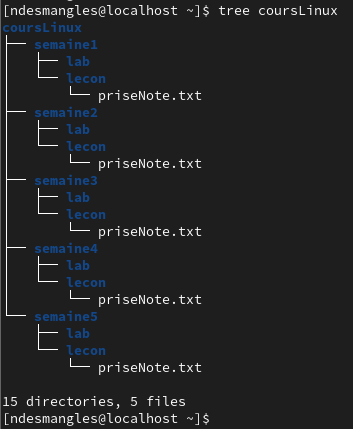 [ndesmangles@localhost ~]$ tree coursLinux
coursLinux
├── semaine1
│   ├── lab
│   └── lecon
│       └── priseNote.txt
├── semaine2
│   ├── lab
│   └── lecon
│       └── priseNote.txt
├── semaine3
│   ├── lab
│   └── lecon
│       └── priseNote.txt
├── semaine4
│   ├── lab
│   └── lecon
│       └── priseNote.txt
└── semaine5
    ├── lab
    └── lecon
        └── priseNote.txt

15 directories, 5 files
[ndesmangles@localhost ~]$